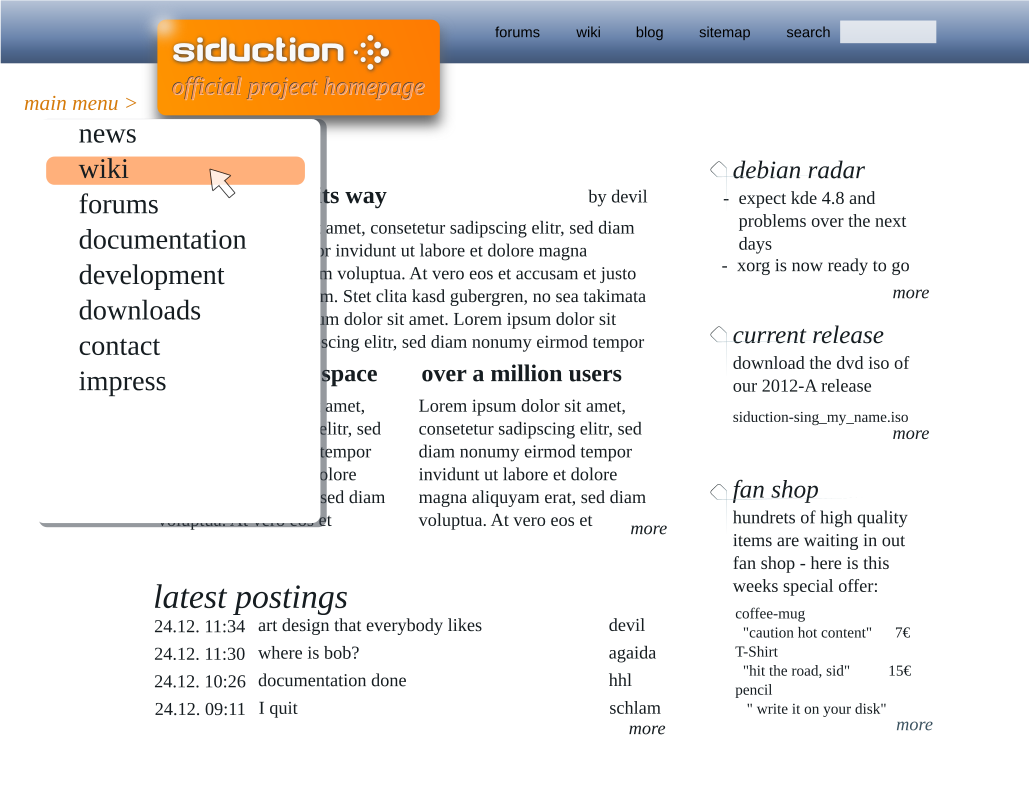 forums wiki blog sitemap search
siduction
official project homepage
main menu >
news
wiki
forums
documentation
development
downloads
contact
impress
its way by devil
amet, consetetur sadipscing elitr, sed diam
invidunt ut labore et dolore magna
voluptua. At vero eos et accusam et justo
Stet clita kasd gubergren, no sea takimata
dolor sit amet. Lorem ipsum dolor sit
elitr, sed diam nonumy eirmod tempor
space
amet,
elitr, sed
tempor
sed diam
voluptua. At vero eos et
over a million users
Lorem ipsum dolor sit amet,
consetetur sadipscing elitr, sed
diam nonumy eirmod tempor
invidunt ut labore et dolore
magna aliquyam erat, sed diam
voluptua. At vero eos et
more
latest postings
24.12. 11:34 art design that everybody likes devil
24.12. 11:30 where is bob? agaida
24.12. 10:26 documentation done hhl
24.12. 09:11 I quit schlam
more
debian radar
- expect kde 4.8 and
problems over the next
days
- xorg is now ready to go
more
current release
download the dvd iso of
our 2012-A release
siduction-sing_my_name.iso
more
fan shop
hundrets of high quality
items are waiting in out
fan shop - here is this
weeks special offer:
coffee-mug
"caution hot content" 7€
T-Shirt
"hit the road, sid" 15€
pencil
" write it on your disk"
more